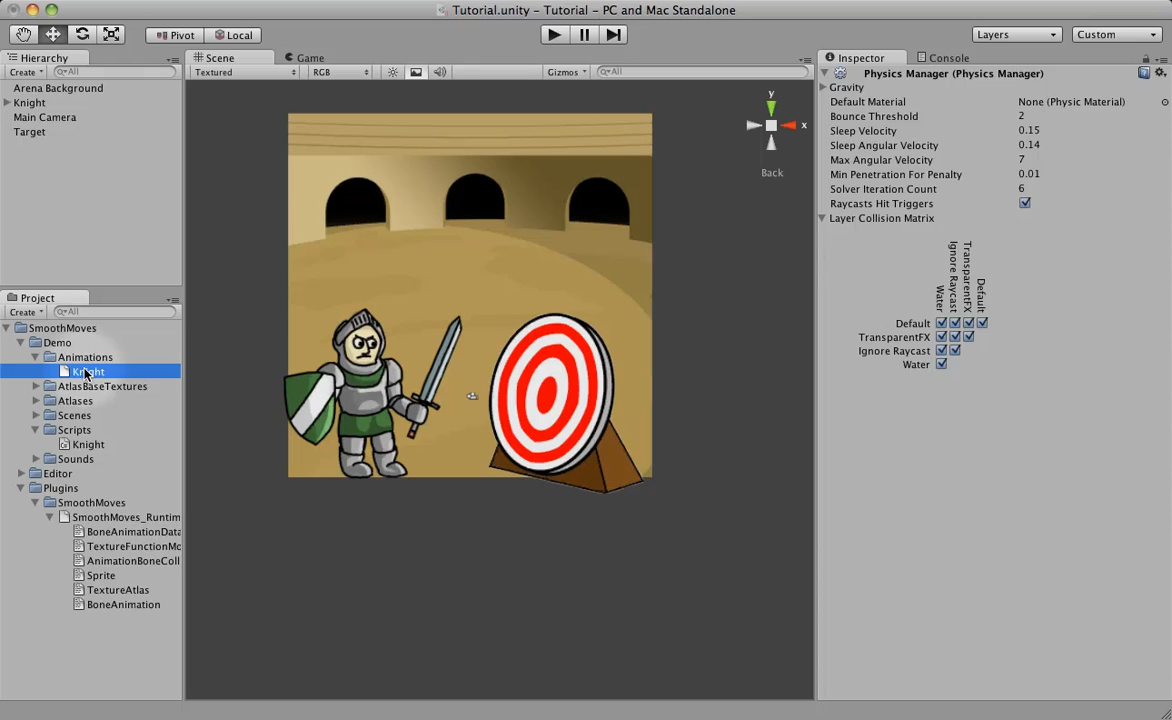 Tutorial.unity - Tutorial - PC and Mac Standalone
Pivot
Local
Layers
Custom
Hierarchy
Scene
Game
Inspector
Console
Create
All
Textured
RGB
Gizmos
All
Physics Manager (Physics Manager)
Arena Background
Knight
Main Camera
Target
Gravity
Default Material None (Physic Material)
Bounce Threshold 2
Sleep Velocity 0.15
Sleep Angular Velocity 0.14
Max Angular Velocity 7
Min Penetration For Penalty 0.01
Solver Iteration Count 6
Raycasts Hit Triggers
Layer Collision Matrix
Water
Ignore Raycast
TransparentFX
Default
Default
TransparentFX
Ignore Raycast
Water
y
x
Back
Project
Create
All
SmoothMoves
Demo
Animations
Knight
AtlasBaseTextures
Atlases
Scenes
Scripts
Knight
Sounds
Editor
Plugins
SmoothMoves
SmoothMoves_Runtim
BoneAnimationData
TextureFunctionMo
AnimationBoneColl
Sprite
TextureAtlas
BoneAnimation